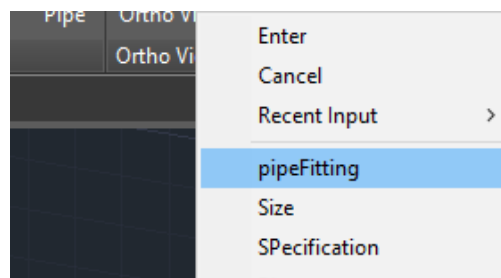 Pipe
Ortho Vi
Ortho Vi
Enter
Cancel
Recent Input
pipeFitting
Size
SPecification